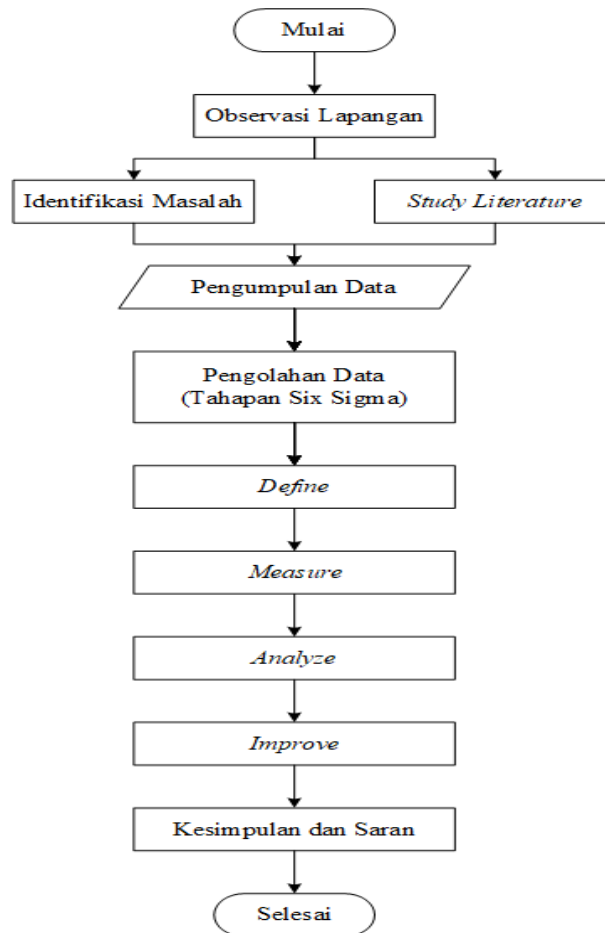 Mulai
Observasi Lapangan
Identifikasi Masalah
Study Literature
Pengumpulan Data
Pengolahan Data
(Tahapan Six Sigma)
Define
Measure
Analyze
Improve
Kesimpulan dan Saran
Selesai